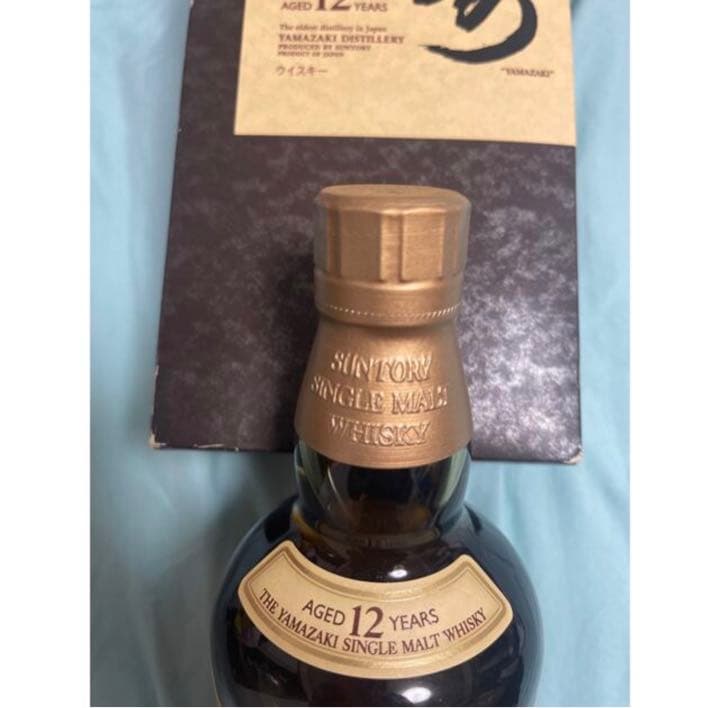 AGED 12 YEARS
The oldest distillery in Japan
YAMAZAKI DISTILLERY
PRODUCED BY SUNTORY
PRODUCT OF JAPAN
ウイスキー
"YAMAZAKI"
SUNTORY
SINGLE MALT
WHISKY
AGED 12 YEARS
THE YAMAZAKI SINGLE MALT WHISKY